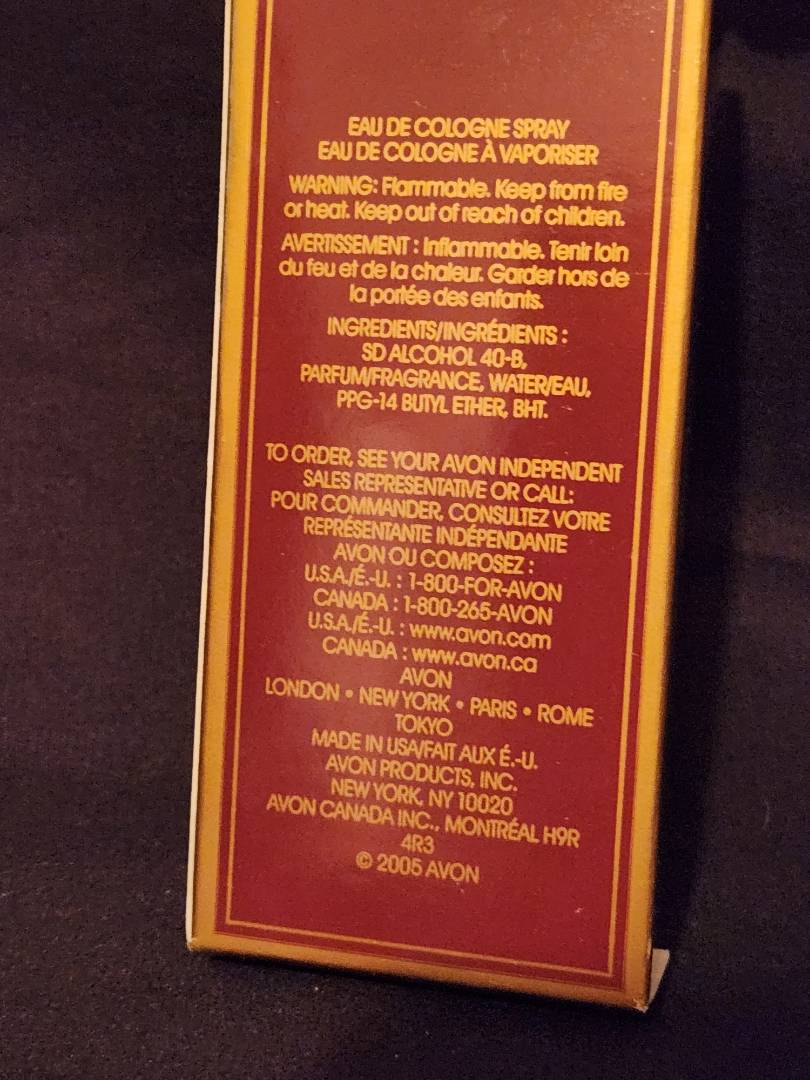 EAU DE COLOGNE SPRAY
EAU DE COLOGNE À VAPORISER
WARNING: Flammable. Keep from fire
or heat. Keep out of reach of children.
AVERTISSEMENT : Inflammable. Tenir loin
du feu et de la chaleur. Garder hors de
la portée des enfants.
INGREDIENTS/INGRÉDIENTS :
SD ALCOHOL 40-B,
PARFUM/FRAGRANCE, WATER/EAU,
PPG-14 BUTYL ETHER, BHT.
TO ORDER, SEE YOUR AVON INDEPENDENT
SALES REPRESENTATIVE OR CALL:
POUR COMMANDER, CONSULTEZ VOTRE
REPRÉSENTANTE INDÉPENDANTE
AVON OU COMPOSEZ :
U.S.A./É.-U. : 1-800-FOR-AVON
CANADA : 1-800-265-AVON
U.S.A./É.-U. : www.avon.com
CANADA : www.avon.ca
AVON
LONDON • NEW YORK • PARIS • ROME
TOKYO
MADE IN USA/FAIT AUX É.-U.
AVON PRODUCTS, INC.
NEW YORK, NY 10020
AVON CANADA INC., MONTRÉAL H9R
4R3
© 2005 AVON